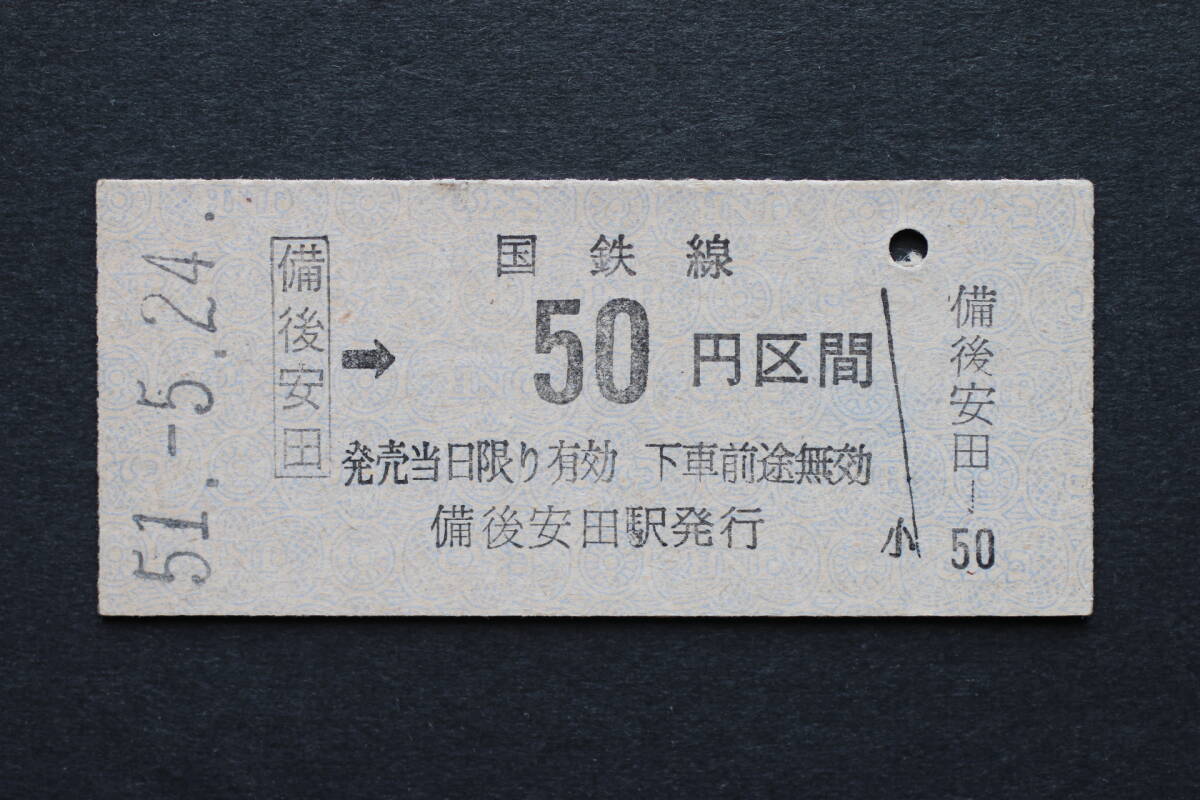 51.-5.24.
備後安田
国鉄線
➡ 50円区間
発売当日限り有効 下車前途無効
備後安田駅発行
小
備後安田―50